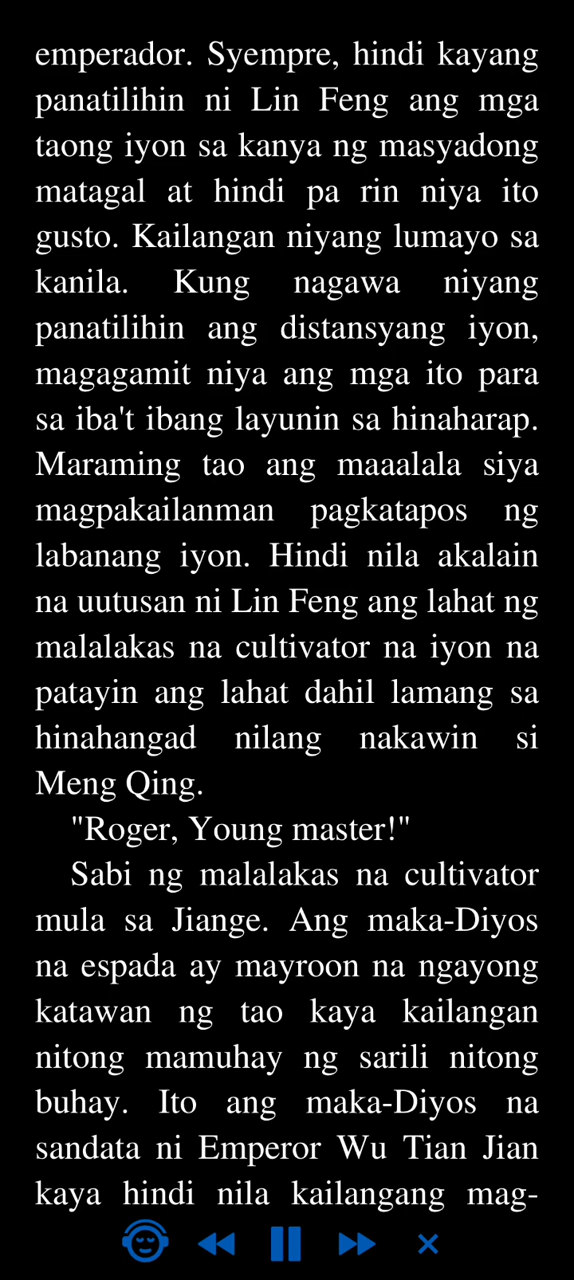 emperador. Syempre, hindi kayang
panatilihin ni Lin Feng ang mga
taong iyon sa kanya ng masyadong
matagal at hindi pa rin niya ito
gusto. Kailangan niyang lumayo sa
kanila. Kung nagawa niyang
panatilihin ang distansyang iyon,
magagamit niya ang mga ito para
sa iba't ibang layunin sa hinaharap.
Maraming tao ang maaalala siya
magpakailanman pagkatapos ng
labanang iyon. Hindi nila akalain
na uutusan ni Lin Feng ang lahat ng
malalakas na cultivator na iyon na
patayin ang lahat dahil lamang sa
hinahangad nilang nakawin si
Meng Qing.
"Roger, Young master!"
Sabi ng malalakas na cultivator
mula sa Jiange. Ang maka-Diyos
na espada ay mayroon na ngayong
katawan ng tao kaya kailangan
nitong mamuhay ng sarili nitong
buhay. Ito ang maka-Diyos na
sandata ni Emperor Wu Tian Jian
kaya hindi nila kailangang mag-